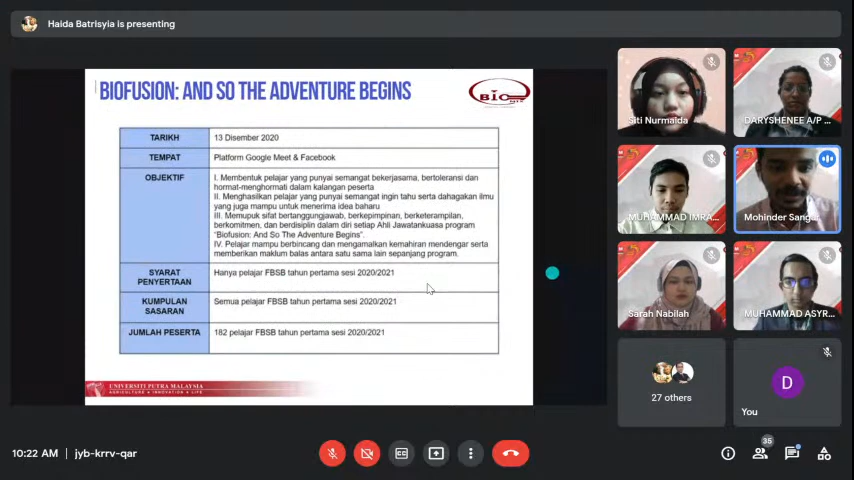 Haida Batrisyia is presenting
BIOFUSION: AND SO THE ADVENTURE BEGINS
BIO
TARIKH
13 Disember 2020
TEMPAT
Platform Google Meet & Facebook
OBJEKTIF
I. Membentuk pelajar yang punyai semangat bekerjasama, bertoleransi dan
hormat-menghormati dalam kalangan peserta
II. Menghasilkan pelajar yang punyai semangat ingin tahu serta dahagakan ilmu
yang juga mampu untuk menerima idea baharu
III. Memupuk sifat bertanggungjawab, berkepimpinan, berketerampilan,
berkomitmen, dan berdisiplin dalam diri setiap Ahli Jawatankuasa program
"Biofusion: And So The Adventure Begins".
IV. Pelajar mampu berbincang dan mengamalkan kemahiran mendengar serta
memberikan maklum balas antara satu sama lain sepanjang program.
SYARAT
PENYERTAAN
Hanya pelajar FBSB tahun pertama sesi 2020/2021
KUMPULAN
SASARAN
Semua pelajar FBSB tahun pertama sesi 2020/2021
JUMLAH PESERTA
182 pelajar FBSB tahun pertama sesi 2020/2021
UNIVERSITI PUTRA MALAYSIA
AGRICULTURE • INNOVATION • LIFE
Siti Nurmaida
DARYSHENEE A/P ...
MUHAMMAD IMRA...
Mohinder Sangar
Sarah Nabilah
MUHAMMAD ASYR...
27 others
D
You
10:22 AM | jyb-krrv-qar
CC
35